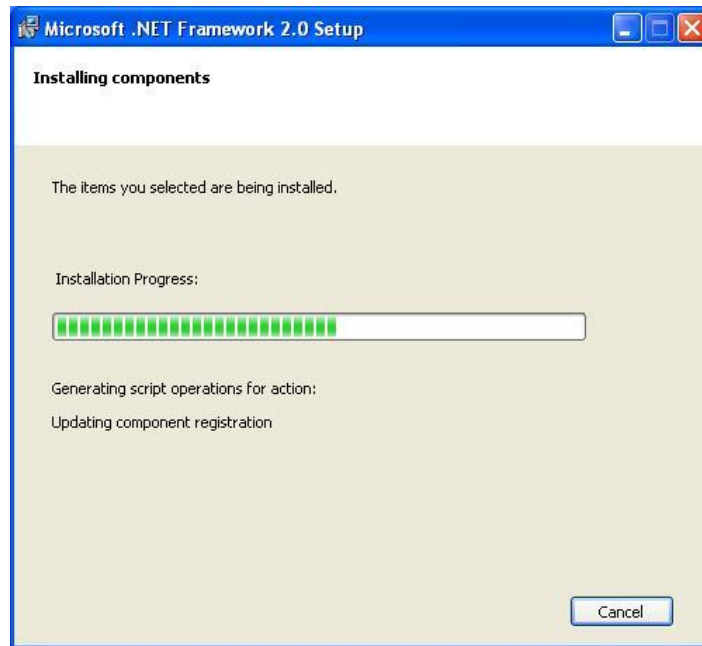 Microsoft .NET Framework 2.0 Setup
Installing components
The items you selected are being installed.
Installation Progress:
Generating script operations for action:
Updating component registration
Cancel